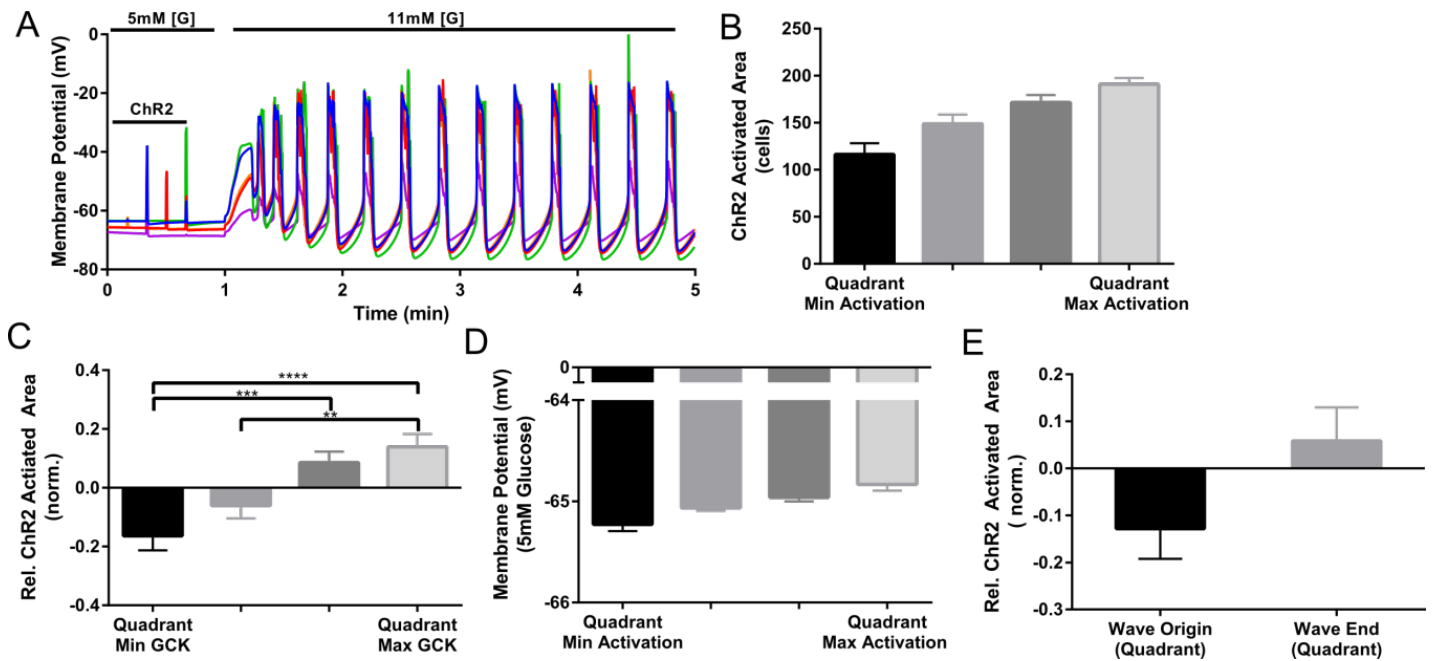 A
5mM [G]
11mM [G]
ChR2
Membrane Potential (mV)
0
-20
-40
-60
-80
0
1
2
3
4
5
Time (min)
B
ChR2 Activated Area
(cells)
250
200
150
100
50
0
Quadrant
Min Activation
Quadrant
Max Activation
C
Rel. ChR2 Actiated Area
(norm.)
0.4
0.2
0.0
-0.2
-0.4
****
***
**
Quadrant
Min GCK
Quadrant
Max GCK
D
Membrane Potential (mV)
(5mM Glucose)
0
-64
-65
-66
Quadrant
Min Activation
Quadrant
Max Activation
E
Rel. ChR2 Activated Area
( norm.)
0.2
0.1
0.0
-0.1
-0.2
-0.3
Wave Origin
(Quadrant)
Wave End
(Quadrant)